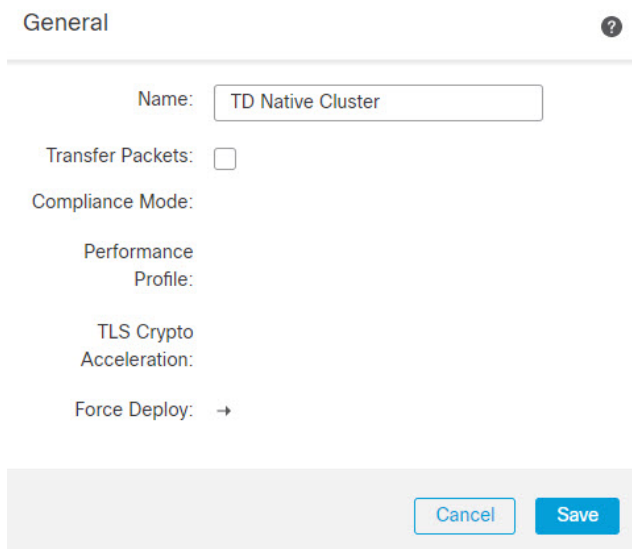 General
?
Name: TD Native Cluster
Transfer Packets:
Compliance Mode:
Performance
Profile:
TLS Crypto
Acceleration:
Force Deploy: →
Cancel Save